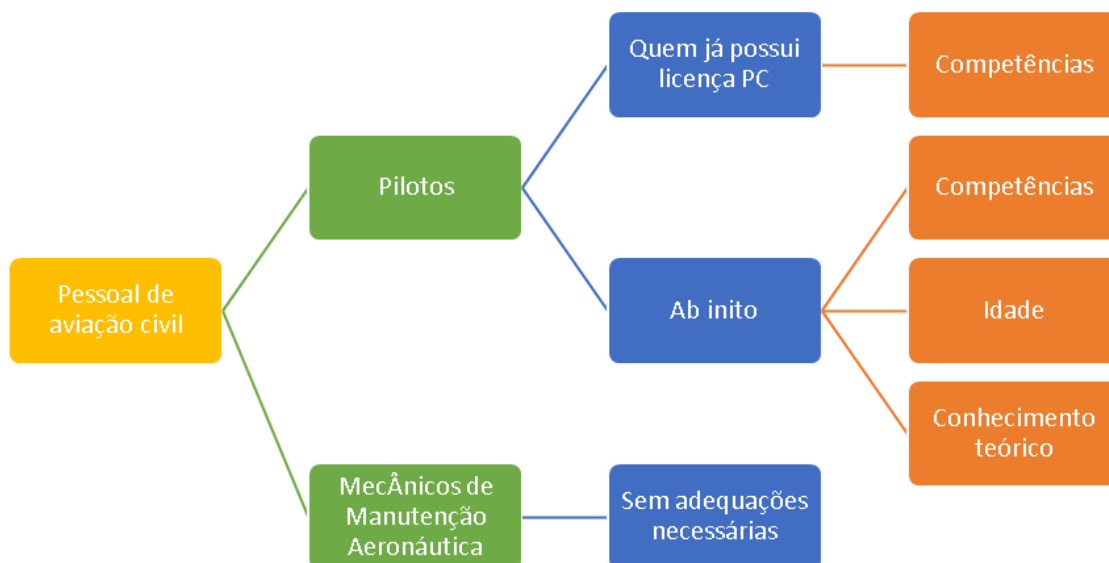 Pessoal de
aviação civil
Pilotos
Quem já possui
licença PC
Competências
Ab inito
Competências
Idade
Conhecimento
teórico
MecÂnicos de
Manutenção
Aeronáutica
Sem adequações
necessárias